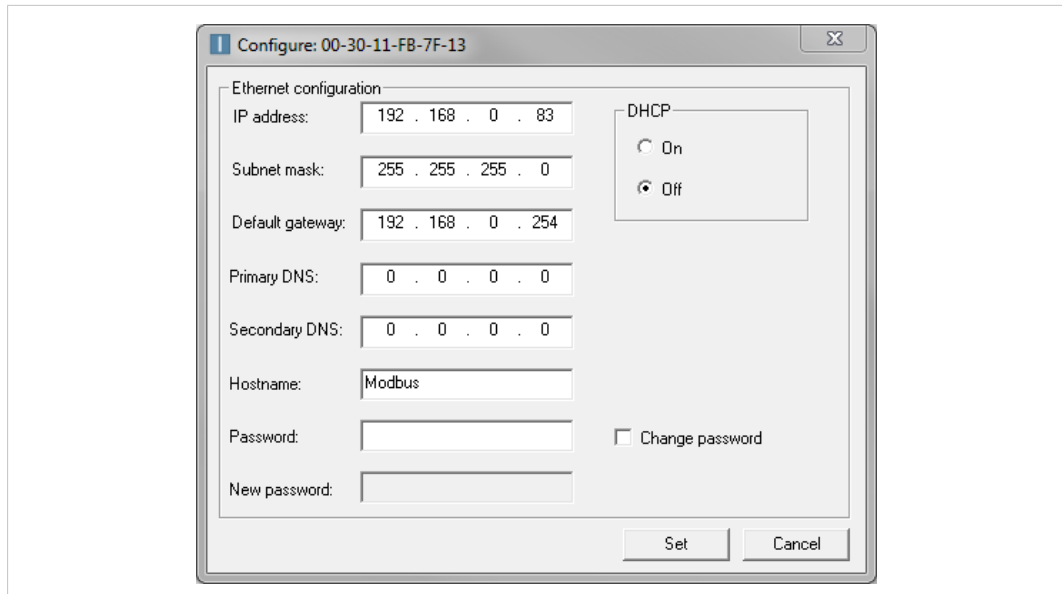 Configure: 00-30-11-FB-7F-13
Ethernet configuration
IP address: 192 . 168 . 0 . 83
DHCP
On
Subnet mask: 255 . 255 . 255 . 0
Off
Default gateway: 192 . 168 . 0 . 254
Primary DNS: 0 . 0 . 0 . 0
Secondary DNS: 0 . 0 . 0 . 0
Hostname: Modbus
Password:
Change password
New password:
Set
Cancel